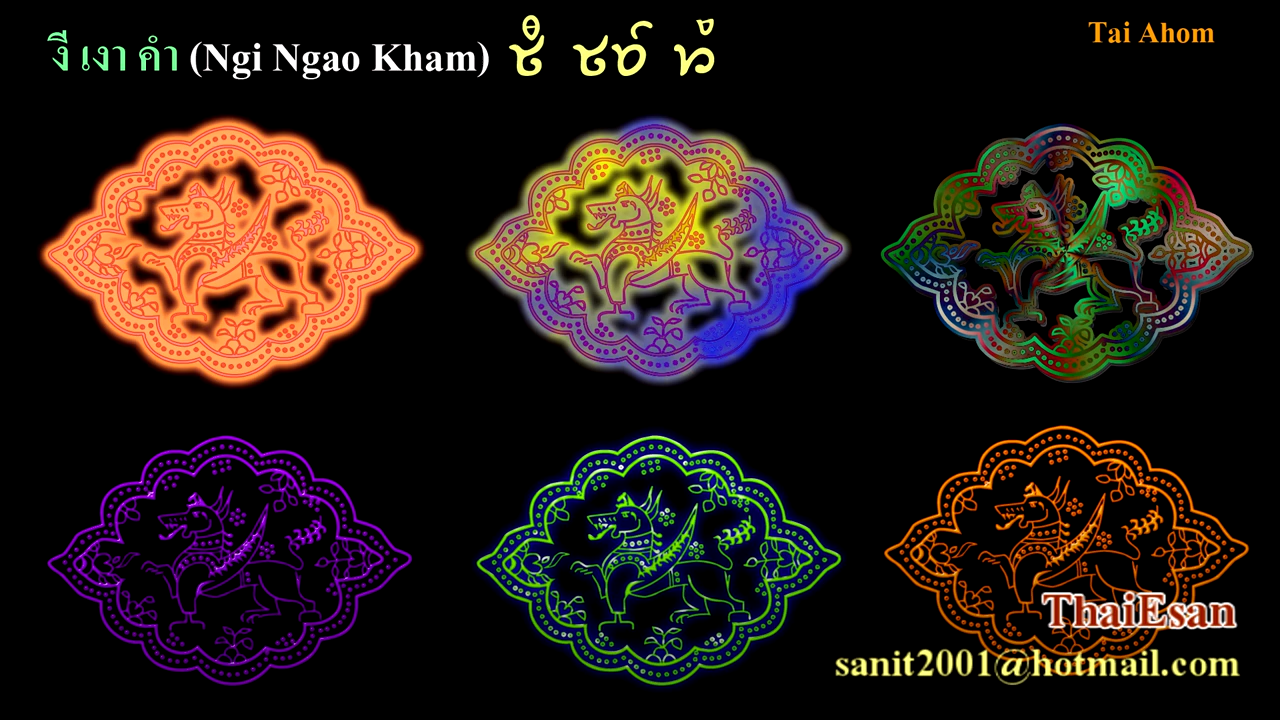 งี เงา คำ (Ngi Ngao Kham)
Tai Ahom
ThaiEsan
sanit2001@hotmail.com